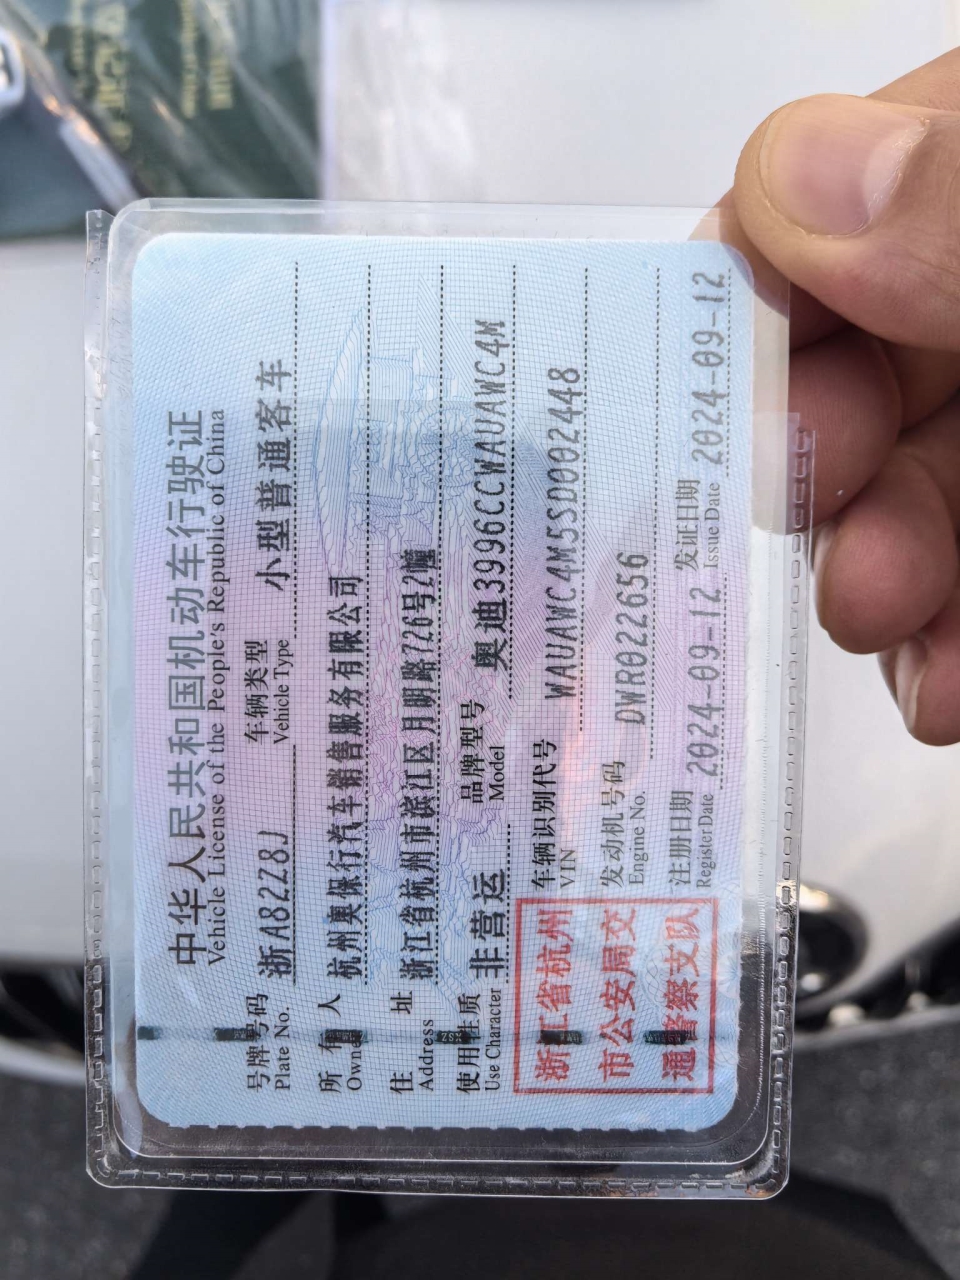 中华人民共和国机动车行驶证
Vehicle License of the People's Republic of China
号牌号码 浙A82Z8J 车辆类型 小型普通客车
Plate No. Vehicle Type
所有人 杭州奥保行汽车销售服务有限公司
Owner
住址 浙江省杭州市滨江区月明路726号2幢
Address
使用性质 非营运 品牌型号 奥迪3996CCWAUAWC4M
Use Character Model
浙江省杭州
市公安局交
通警察支队
车辆识别代号 WAUAWC4M5SD002448
VIN
发动机号码 DWR022656
Engine No.
注册日期 2024-09-12 发证日期 2024-09-12
Register Date Issue Date